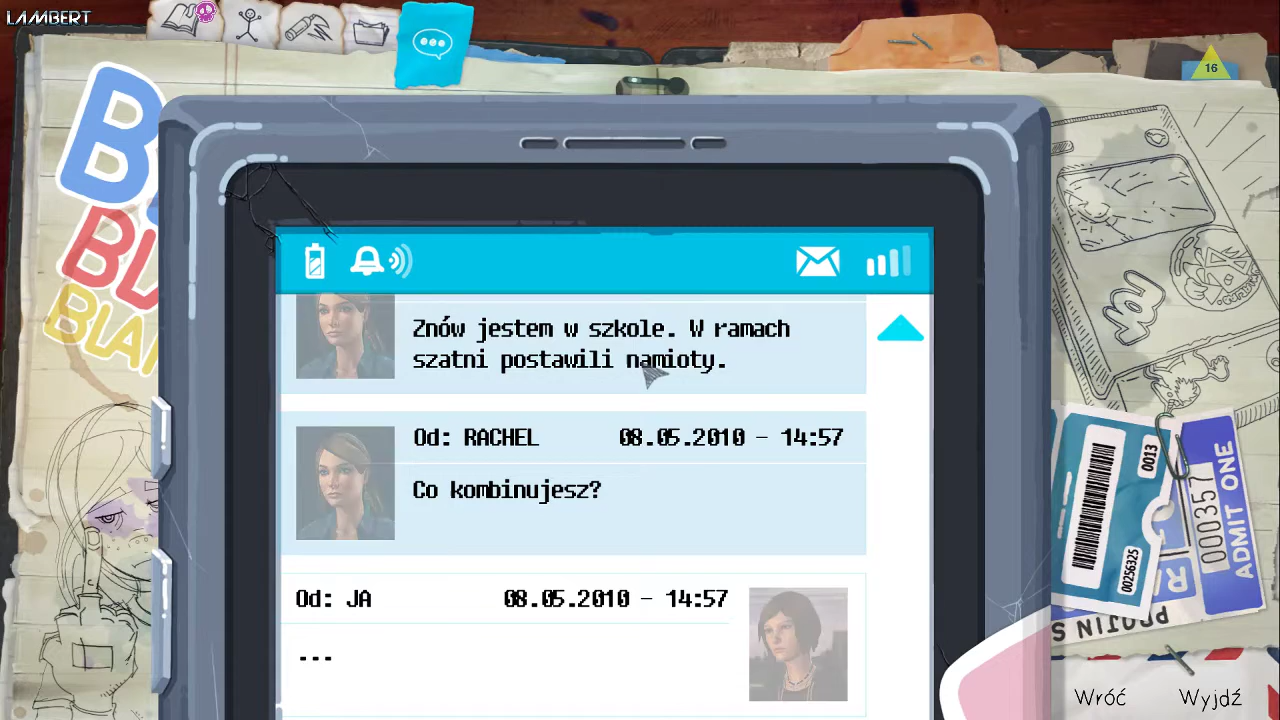 LAMBERT
16
Znów jestem w szkole. W ramach
szatni postawili namioty.
Od: RACHEL 08.05.2010 - 14:57
Co kombinujesz?
Od: JA 08.05.2010 - 14:57
...
0013
00256325
000357
ADMIT ONE
Wróć Wyjdź